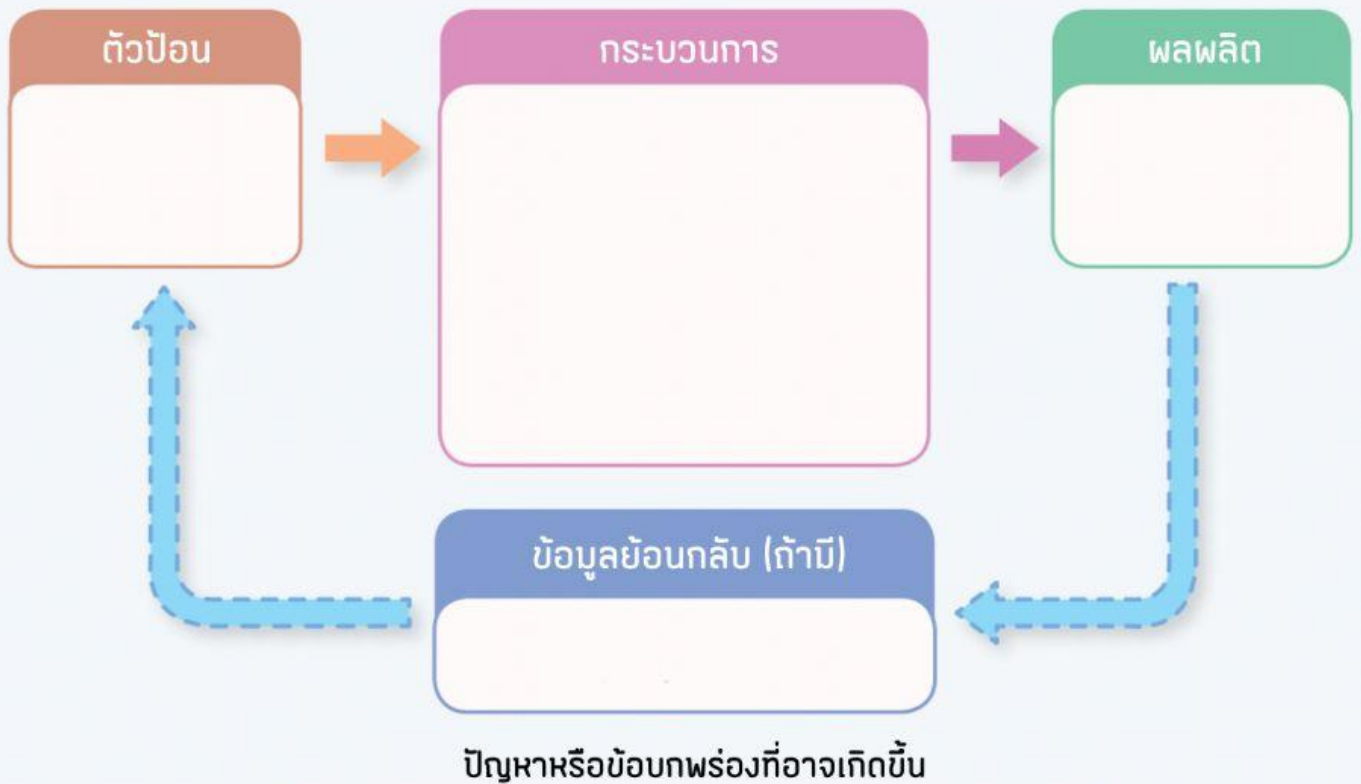 ตัวป้อน
กระบวนการ
ผลผลิต
ข้อมูลย้อนกลับ (ถ้ามี)
ปัญหาหรือข้อบกพร่องที่อาจเกิดขึ้น